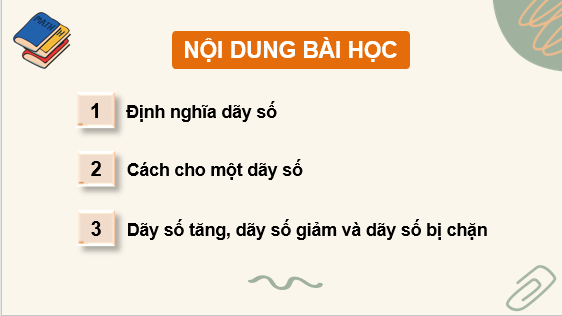 MATH
NỘI DUNG BÀI HỌC
1 Định nghĩa dãy số
2 Cách cho một dãy số
3 Dãy số tăng, dãy số giảm và dãy số bị chặn